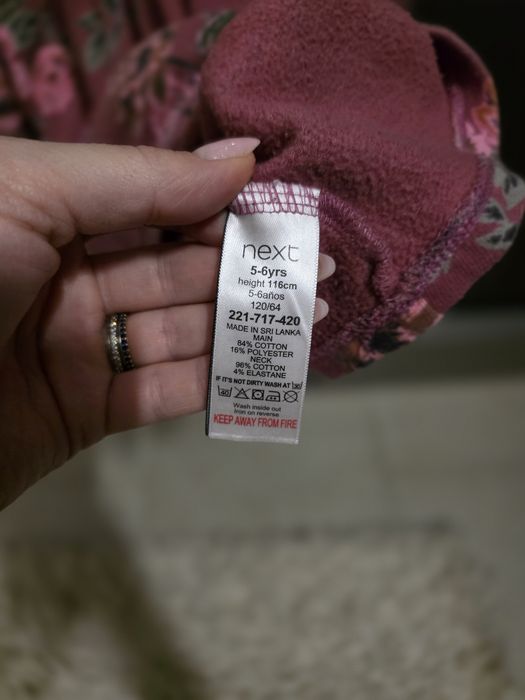 next
5-6yrs
height 116cm
5-6años
120/64
221-717-420
MADE IN SRI LANKA
MAIN
84% COTTON
16% POLYESTER
NECK
96% COTTON
4% ELASTANE
IF IT'S NOT DIRTY WASH AT 30
40
Wash inside out
Iron on reverse
KEEP AWAY FROM FIRE